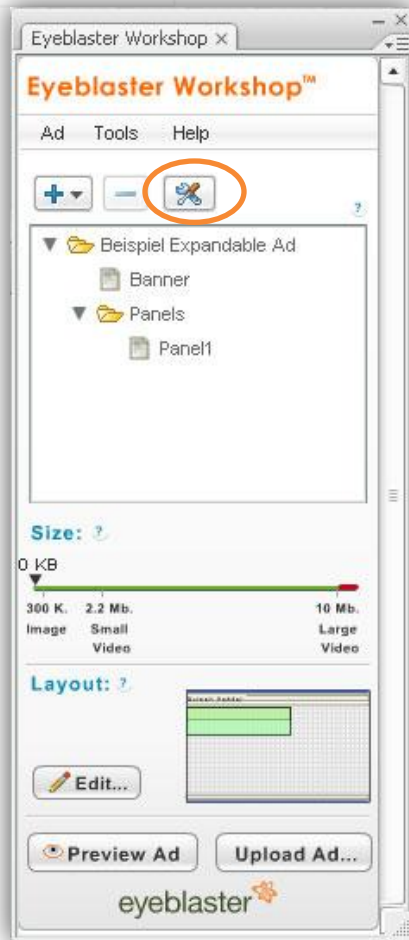 Eyeblaster Workshop ×
Eyeblaster Workshop™
Ad Tools Help
?
Beispiel Expandable Ad
Banner
Panels
Panel1
Size: ?
0 KB
300 K. 2.2 Mb. 10 Mb.
Image Small Large
Video Video
Layout: ?
Edit...
Preview Ad Upload Ad...
eyeblaster